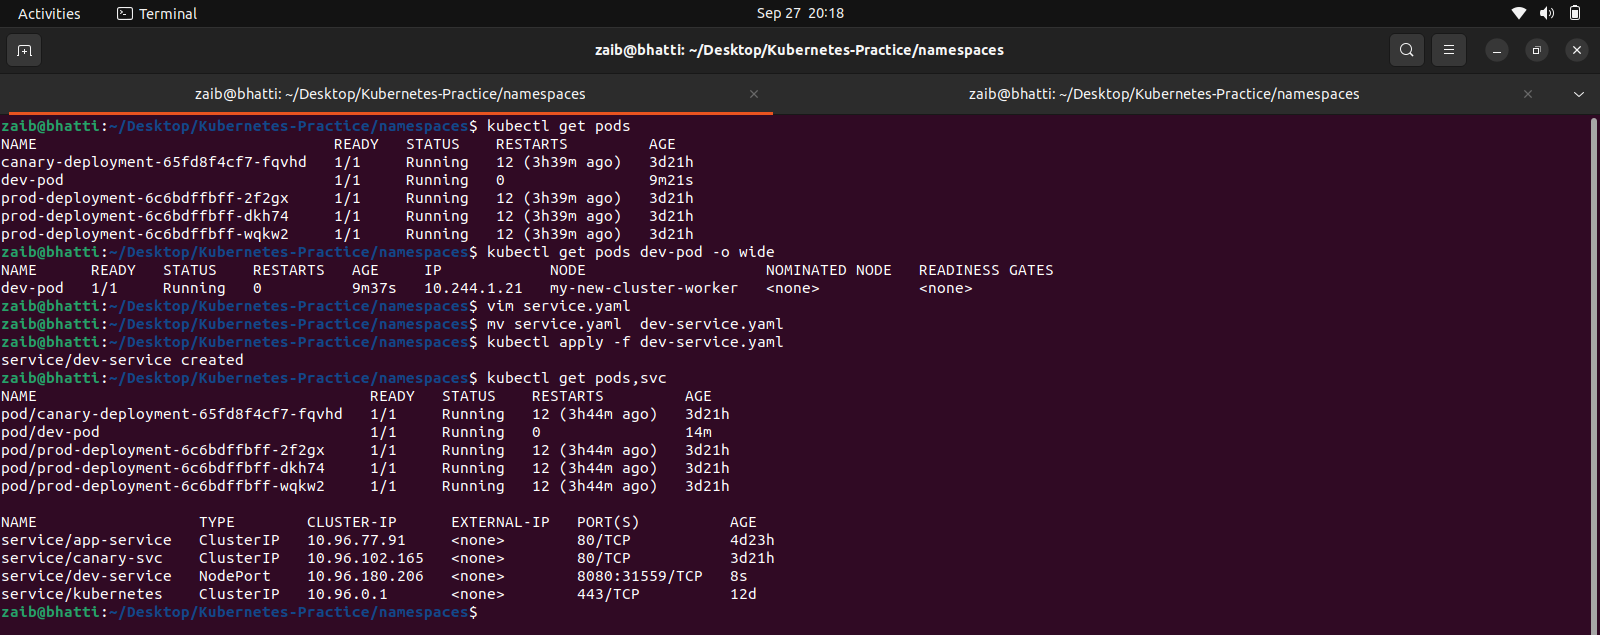 Activities Terminal Sep 27 20:18
zaib@bhatti: ~/Desktop/Kubernetes-Practice/namespaces
zaib@bhatti: ~/Desktop/Kubernetes-Practice/namespaces × zaib@bhatti: ~/Desktop/Kubernetes-Practice/namespaces ×
zaib@bhatti:~/Desktop/Kubernetes-Practice/namespaces$ kubectl get pods
NAME READY STATUS RESTARTS AGE
canary-deployment-65fd8f4cf7-fqvhd 1/1 Running 12 (3h39m ago) 3d21h
dev-pod 1/1 Running 0 9m21s
prod-deployment-6c6bdffbff-2f2gx 1/1 Running 12 (3h39m ago) 3d21h
prod-deployment-6c6bdffbff-dkh74 1/1 Running 12 (3h39m ago) 3d21h
prod-deployment-6c6bdffbff-wqkw2 1/1 Running 12 (3h39m ago) 3d21h
zaib@bhatti:~/Desktop/Kubernetes-Practice/namespaces$ kubectl get pods dev-pod -o wide
NAME READY STATUS RESTARTS AGE IP NODE NOMINATED NODE READINESS GATES
dev-pod 1/1 Running 0 9m37s 10.244.1.21 my-new-cluster-worker <none> <none>
zaib@bhatti:~/Desktop/Kubernetes-Practice/namespaces$ vim service.yaml
zaib@bhatti:~/Desktop/Kubernetes-Practice/namespaces$ mv service.yaml  dev-service.yaml
zaib@bhatti:~/Desktop/Kubernetes-Practice/namespaces$ kubectl apply -f dev-service.yaml
service/dev-service created
zaib@bhatti:~/Desktop/Kubernetes-Practice/namespaces$ kubectl get pods,svc
NAME READY STATUS RESTARTS AGE
pod/canary-deployment-65fd8f4cf7-fqvhd 1/1 Running 12 (3h44m ago) 3d21h
pod/dev-pod 1/1 Running 0 14m
pod/prod-deployment-6c6bdffbff-2f2gx 1/1 Running 12 (3h44m ago) 3d21h
pod/prod-deployment-6c6bdffbff-dkh74 1/1 Running 12 (3h44m ago) 3d21h
pod/prod-deployment-6c6bdffbff-wqkw2 1/1 Running 12 (3h44m ago) 3d21h
NAME TYPE CLUSTER-IP EXTERNAL-IP PORT(S) AGE
service/app-service ClusterIP 10.96.77.91 <none> 80/TCP 4d23h
service/canary-svc ClusterIP 10.96.102.165 <none> 80/TCP 3d21h
service/dev-service NodePort 10.96.180.206 <none> 8080:31559/TCP 8s
service/kubernetes ClusterIP 10.96.0.1 <none> 443/TCP 12d
zaib@bhatti:~/Desktop/Kubernetes-Practice/namespaces$